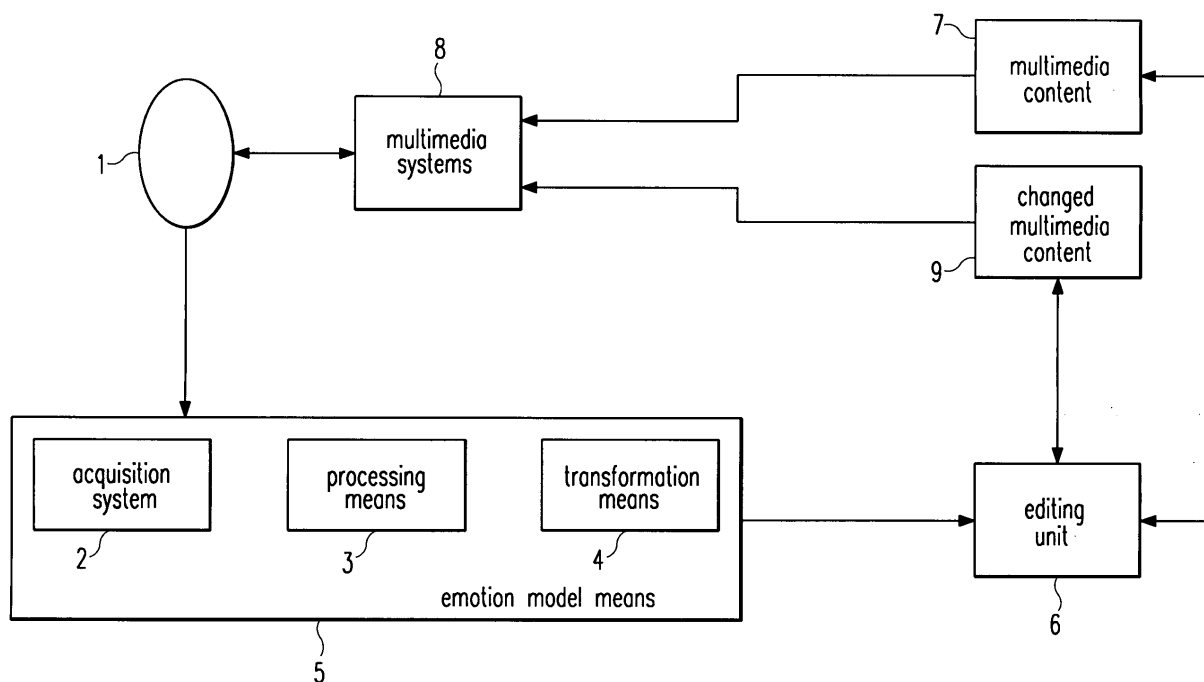 7
multimedia
content
8
multimedia
systems
1
changed
multimedia
content
9
acquisition
system
2
processing
means
3
transformation
means
4
emotion model means
5
editing
unit
6